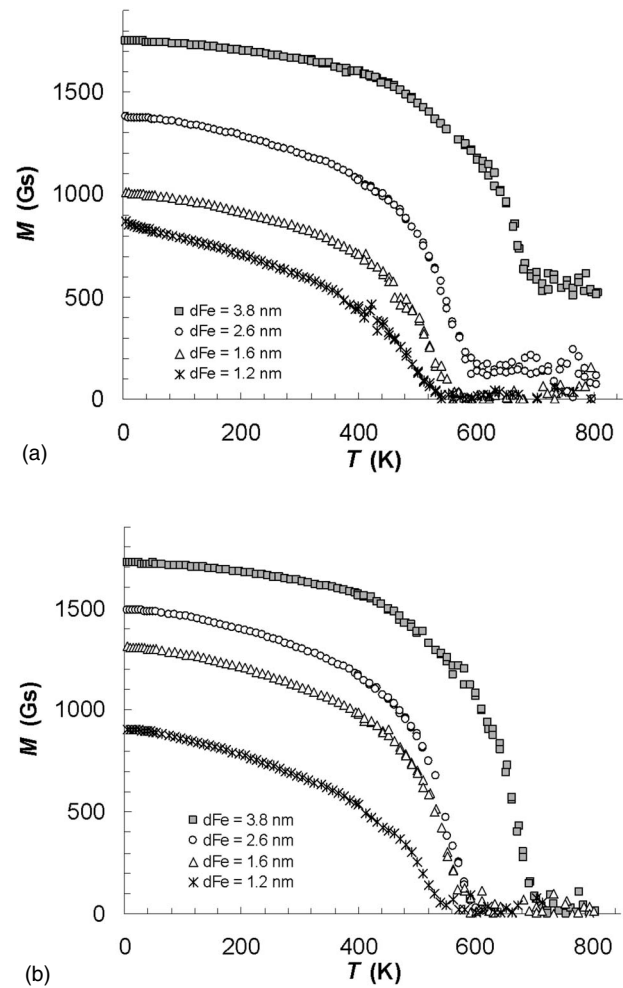 M (Gs)
1500
1000
500
0
dFe = 3.8 nm
dFe = 2.6 nm
dFe = 1.6 nm
dFe = 1.2 nm
0 200 400 600 800
(a)
T (K)
M (Gs)
1500
1000
500
0
dFe = 3.8 nm
dFe = 2.6 nm
dFe = 1.6 nm
dFe = 1.2 nm
0 200 400 600 800
(b)
T (K)